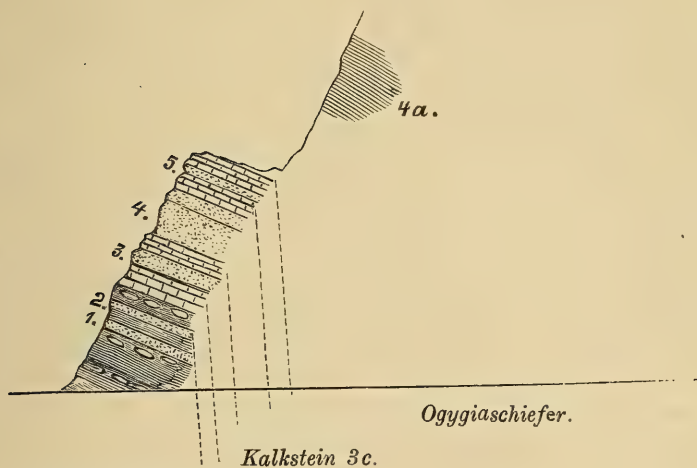 4a.
5.
4.
3.
2.
1.
Ogygiaschiefer.
Kalkstein 3c.